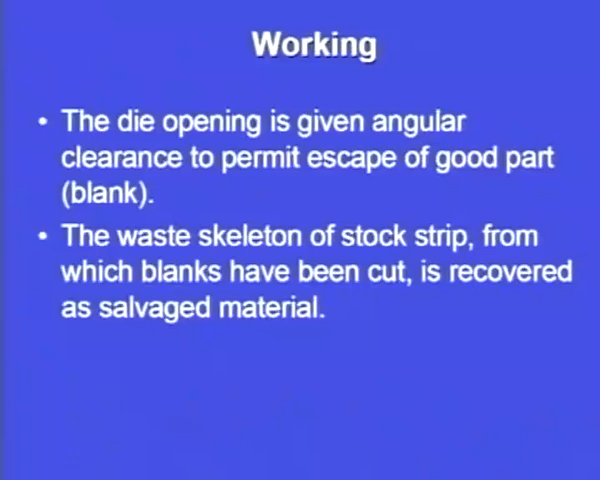 Working
• The die opening is given angular
clearance to permit escape of good part
(blank).
• The waste skeleton of stock strip, from
which blanks have been cut, is recovered
as salvaged material.